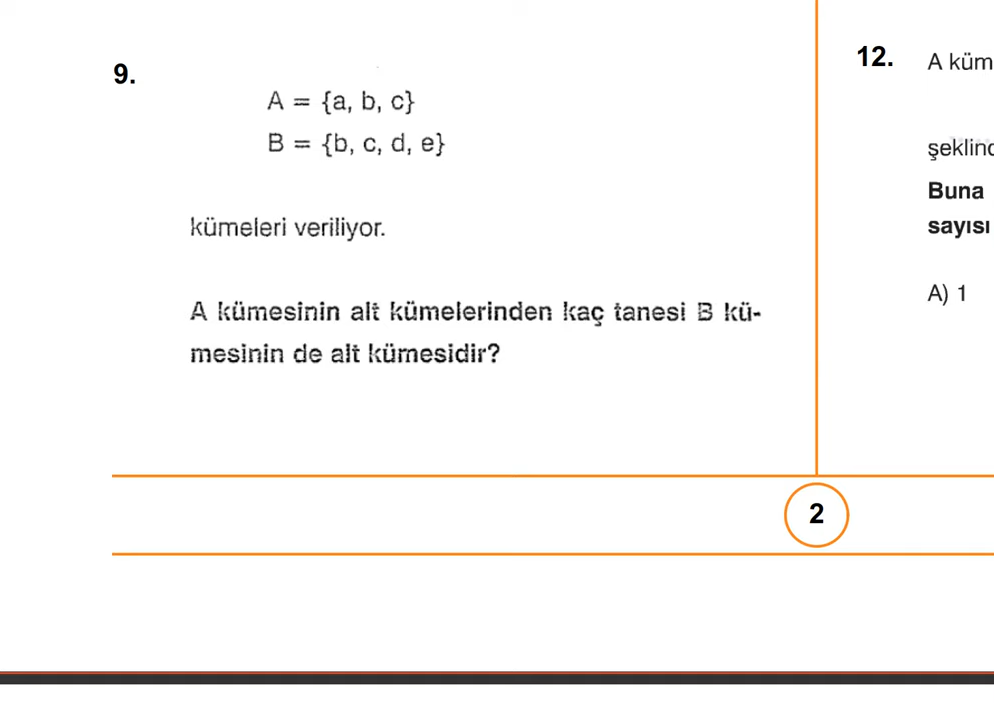 9.
A = {a, b, c}
B = {b, c, d, e}
kümeleri veriliyor.
A kümesinin alt kümelerinden kaç tanesi B kü-
mesinin de alt kümesidir?
12.
A küm
şeklinc
Buna
sayısı
A) 1
2